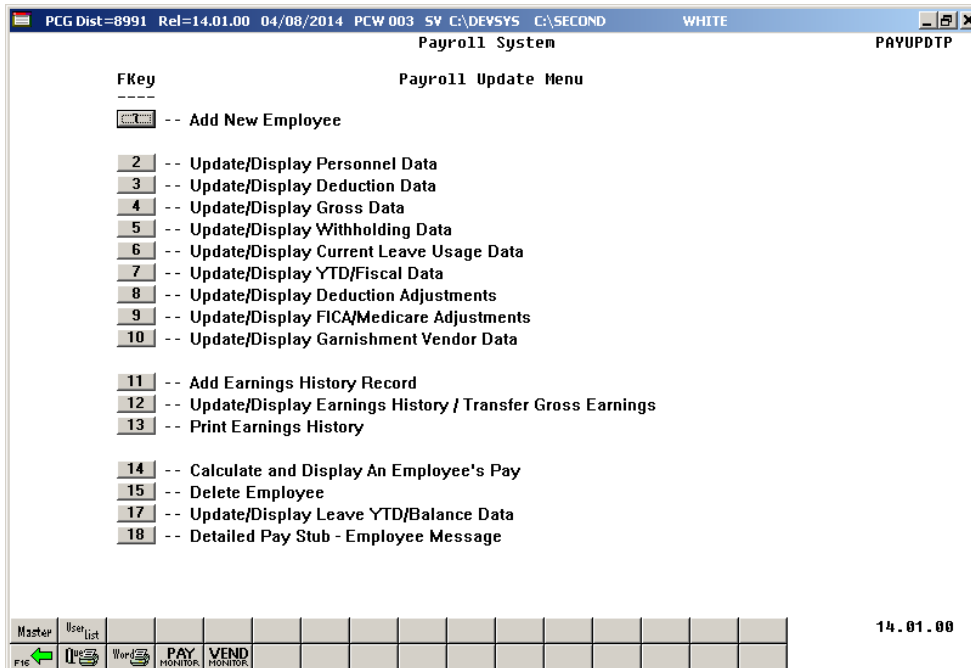 PCG Dist=8991 Rel=14.01.00 04/08/2014 PCW 003 SV C:\DEVSYS C:\SECOND WHITE
Payroll System PAYUPDTP
FKey Payroll Update Menu
----
1 -- Add New Employee
2 -- Update/Display Personnel Data
3 -- Update/Display Deduction Data
4 -- Update/Display Gross Data
5 -- Update/Display Withholding Data
6 -- Update/Display Current Leave Usage Data
7 -- Update/Display YTD/Fiscal Data
8 -- Update/Display Deduction Adjustments
9 -- Update/Display FICA/Medicare Adjustments
10 -- Update/Display Garnishment Vendor Data
11 -- Add Earnings History Record
12 -- Update/Display Earnings History / Transfer Gross Earnings
13 -- Print Earnings History
14 -- Calculate and Display An Employee's Pay
15 -- Delete Employee
17 -- Update/Display Leave YTD/Balance Data
18 -- Detailed Pay Stub - Employee Message
Master User List 14.01.00
F16 Que Word PAY MONITOR VEND MONITOR